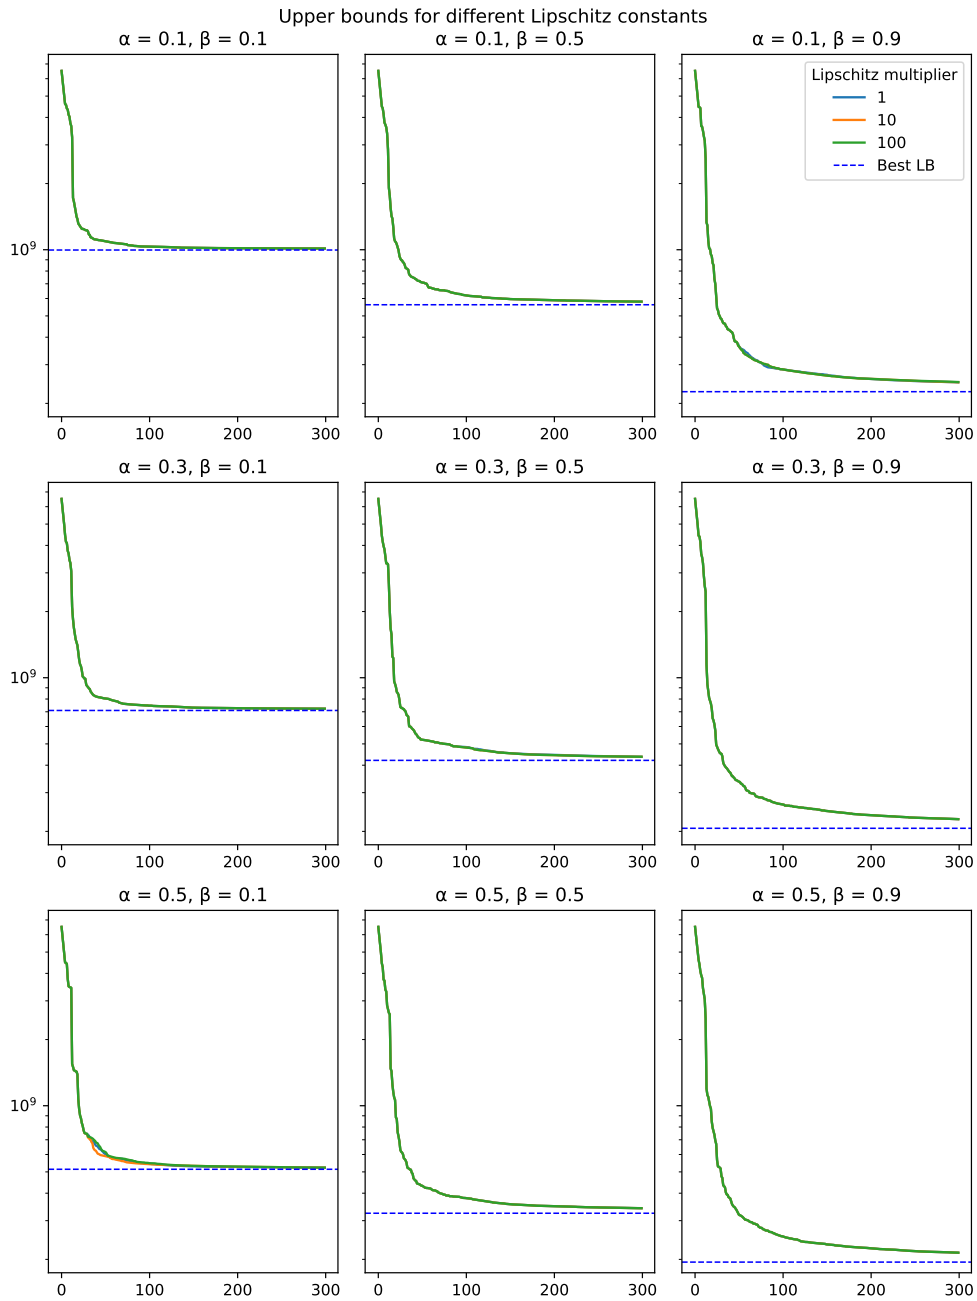 Upper bounds for different Lipschitz constants
α = 0.1, β = 0.1
α = 0.1, β = 0.5
α = 0.1, β = 0.9
Lipschitz multiplier
1
10
100
Best LB
10⁹
0 100 200 300
0 100 200 300
0 100 200 300
α = 0.3, β = 0.1
α = 0.3, β = 0.5
α = 0.3, β = 0.9
10⁹
0 100 200 300
0 100 200 300
0 100 200 300
α = 0.5, β = 0.1
α = 0.5, β = 0.5
α = 0.5, β = 0.9
10⁹
0 100 200 300
0 100 200 300
0 100 200 300